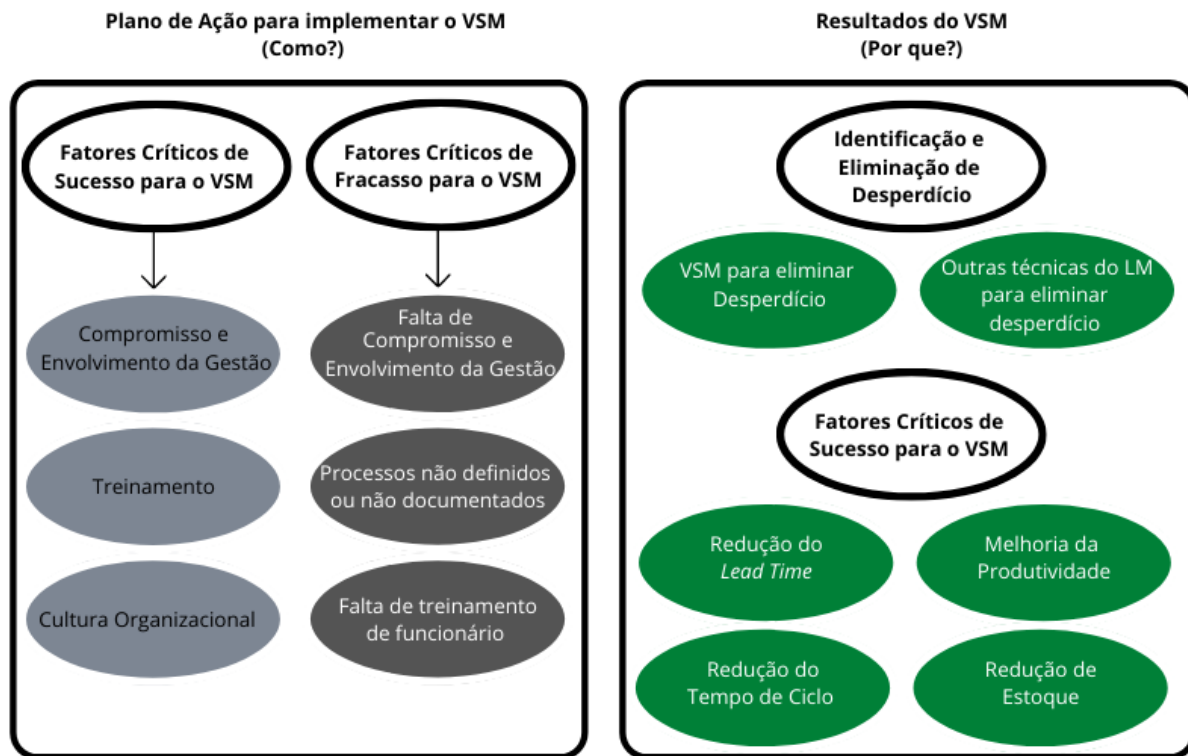 Plano de Ação para implementar o VSM
(Como?)
Fatores Críticos de
Sucesso para o VSM
Fatores Críticos de
Fracasso para o VSM
Compromisso e
Envolvimento da Gestão
Falta de
Compromisso e
Envolvimento da Gestão
Treinamento
Processos não definidos
ou não documentados
Cultura Organizacional
Falta de treinamento
de funcionário
Resultados do VSM
(Por que?)
Identificação e
Eliminação de
Desperdício
VSM para eliminar
Desperdício
Outras técnicas do LM
para eliminar
desperdício
Fatores Críticos de
Sucesso para o VSM
Redução do
Lead Time
Melhoria da
Produtividade
Redução do
Tempo de Ciclo
Redução de
Estoque